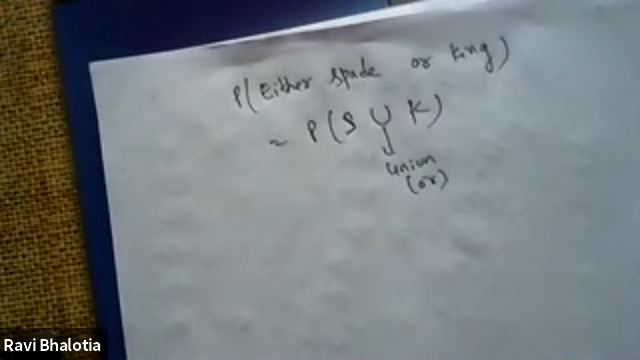 P(Either spade or king)
= P(S ∪ K)
union
(or)
Ravi Bhalotia